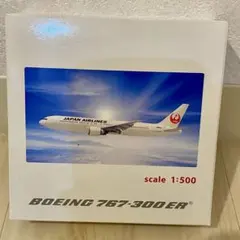 JAPAN AIRLINES
scale 1:500
BOEING 767-300ER®